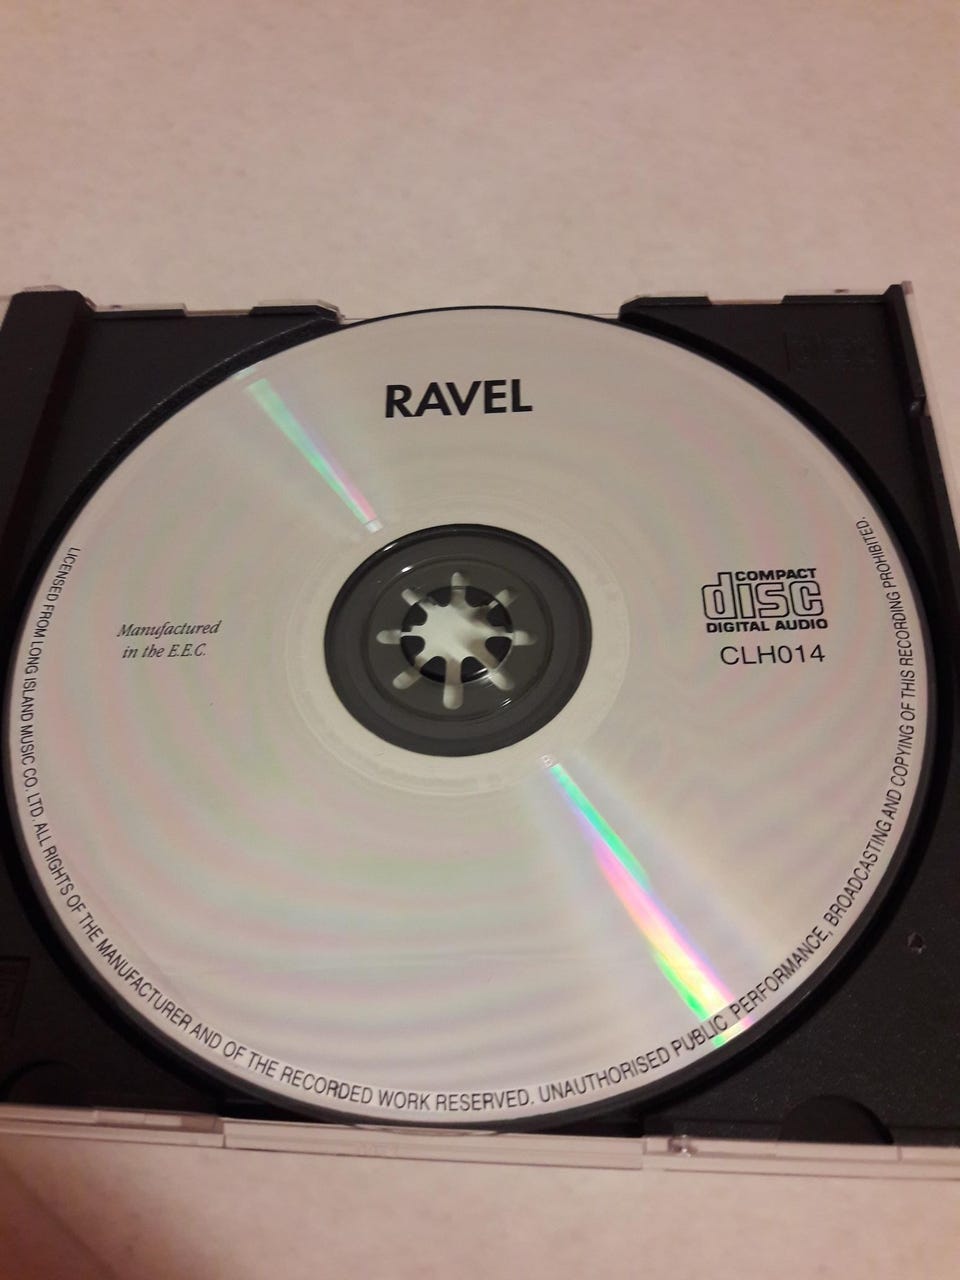 RAVEL
Manufactured
in the E.E.C.
COMPACT
disc
DIGITAL AUDIO
CLH014
LICENSED FROM LONG ISLAND MUSIC CO. LTD. ALL RIGHTS OF THE MANUFACTURER AND OF THE RECORDED WORK RESERVED. UNAUTHORISED PUBLIC PERFORMANCE, BROADCASTING AND COPYING OF THIS RECORDING PROHIBITED.